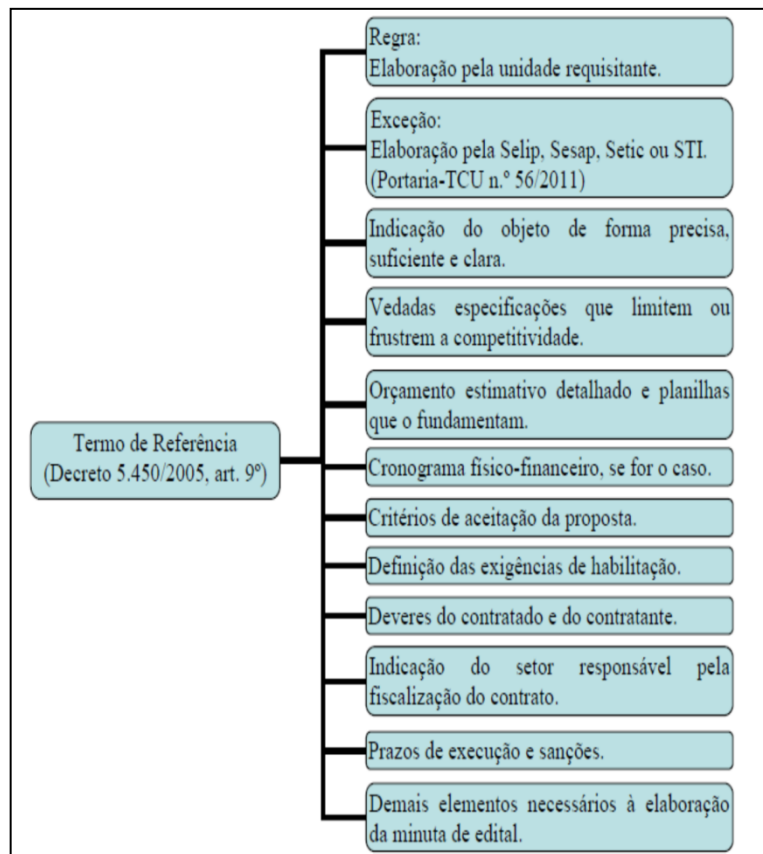 Regra:
Elaboração pela unidade requisitante.
Exceção:
Elaboração pela Selip, Sesap, Setic ou STI.
(Portaria-TCU n.º 56/2011)
Indicação do objeto de forma precisa,
suficiente e clara.
Vedadas especificações que limitem ou
frustrem a competitividade.
Orçamento estimativo detalhado e planilhas
que o fundamentam.
Termo de Referência
(Decreto 5.450/2005, art. 9º)
Cronograma físico-financeiro, se for o caso.
Critérios de aceitação da proposta.
Definição das exigências de habilitação.
Deveres do contratado e do contratante.
Indicação do setor responsável pela
fiscalização do contrato.
Prazos de execução e sanções.
Demais elementos necessários à elaboração
da minuta de edital.